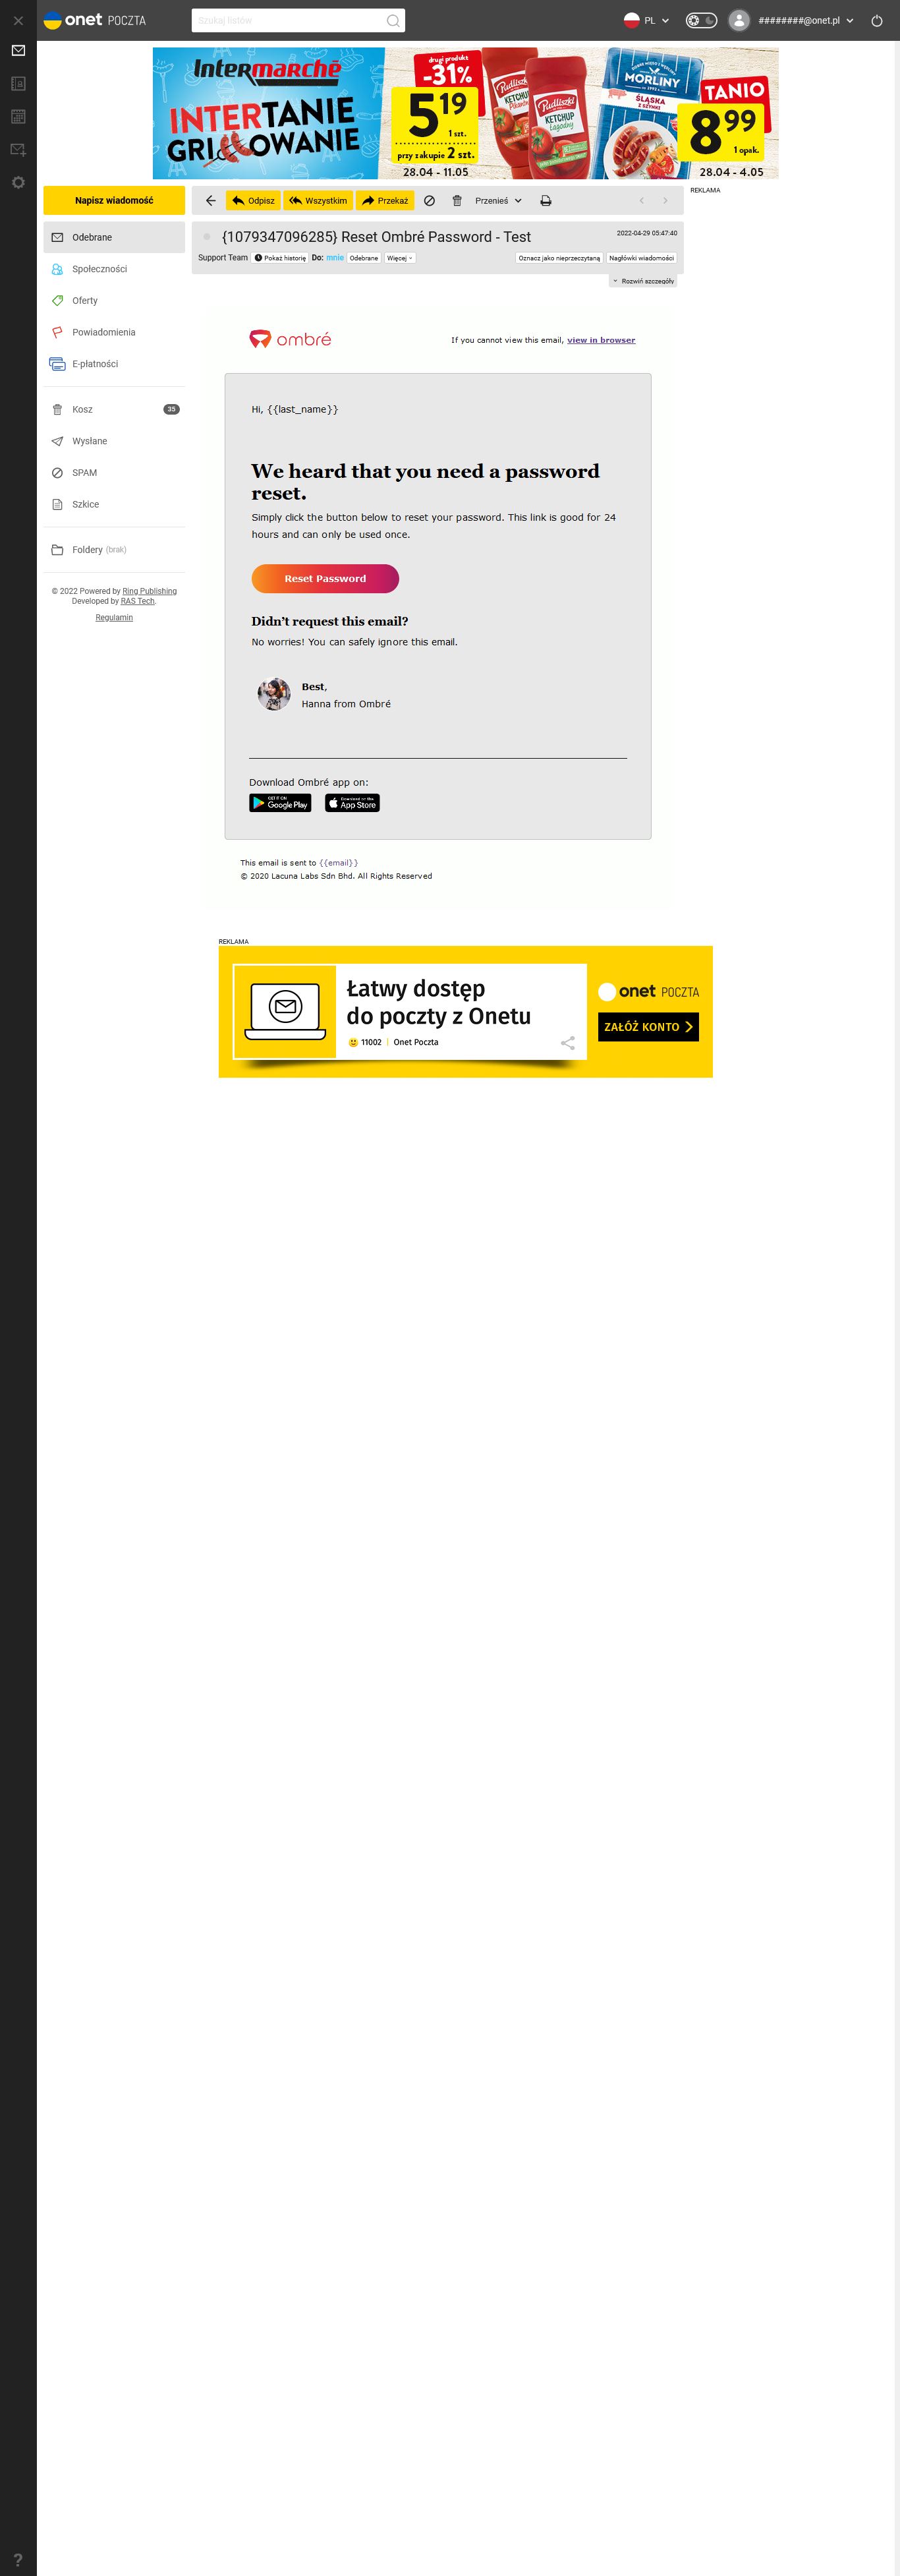 onet POCZTA
Szukaj listów
PL
########@onet.pl
Intermarché
INTERTANIE
GRILLOWANIE
drugi produkt
-31%
5 19
1 szt.
przy zakupie 2 szt.
28.04 - 11.05
Pudliszki
KETCHUP
Pikantny
Pudliszki
KETCHUP
Łagodny
MORLINY
ŚLĄSKA
Z SZYNKI
TANIO
8 99
1 opak.
28.04 - 4.05
REKLAMA
Napisz wiadomość
Odpisz
Wszystkim
Przekaż
Przenieś
Odebrane
Społeczności
Oferty
Powiadomienia
E-płatności
Kosz
35
Wysłane
SPAM
Szkice
Foldery (brak)
© 2022 Powered by Ring Publishing
Developed by RAS Tech.
Regulamin
{1079347096285} Reset Ombré Password - Test
2022-04-29 05:47:40
Support Team Pokaż historię Do: mnie Odebrane Więcej
Oznacz jako nieprzeczytaną Nagłówki wiadomości
Rozwiń szczegóły
ombré
If you cannot view this email, view in browser
Hi, {{last_name}}
We heard that you need a password
reset.
Simply click the button below to reset your password. This link is good for 24
hours and can only be used once.
Reset Password
Didn't request this email?
No worries! You can safely ignore this email.
Best,
Hanna from Ombré
Download Ombré app on:
GET IT ON
Google Play
Download on the
App Store
This email is sent to {{email}}
© 2020 Lacuna Labs Sdn Bhd. All Rights Reserved
REKLAMA
Łatwy dostęp
do poczty z Onetu
11002 | Onet Poczta
onet POCZTA
ZAŁÓŻ KONTO
?